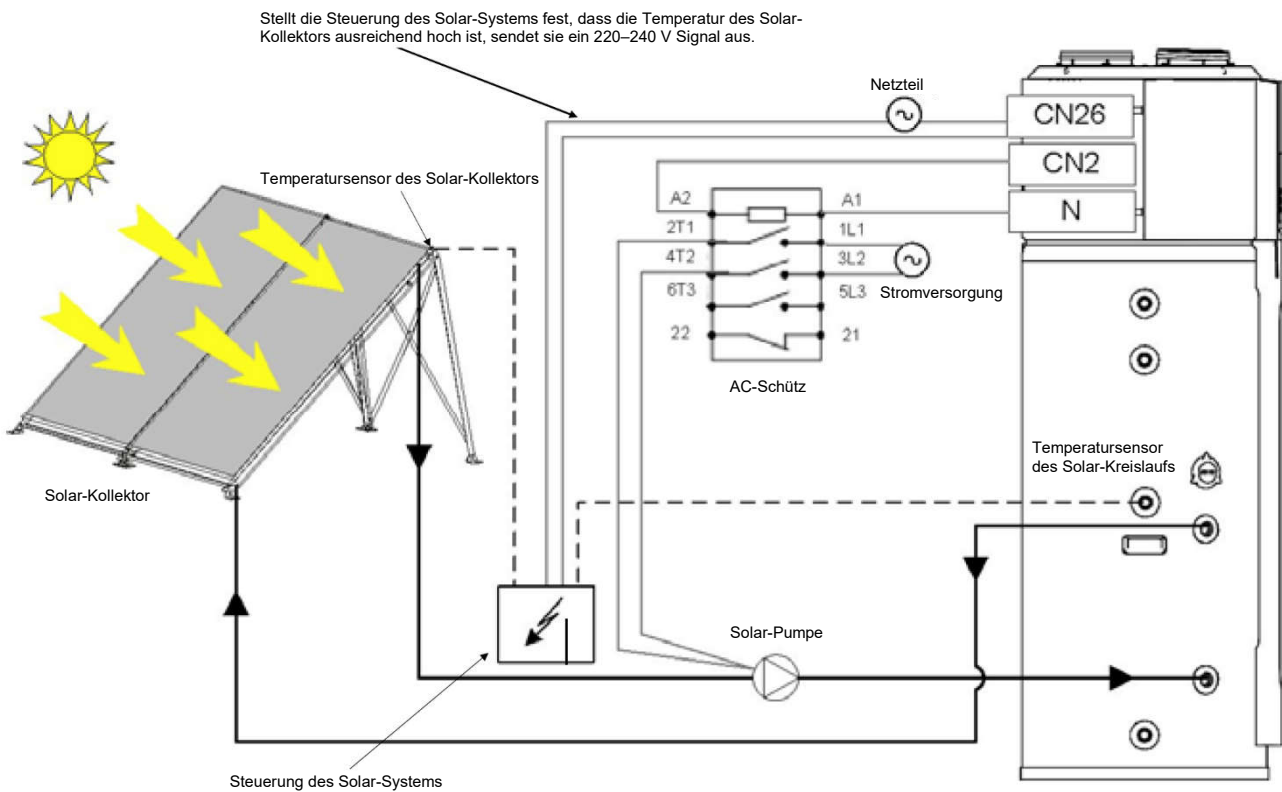 Stellt die Steuerung des Solar-Systems fest, dass die Temperatur des Solar-
Kollektors ausreichend hoch ist, sendet sie ein 220–240 V Signal aus.
Netzteil
CN26
CN2
N
Temperatursensor des Solar-Kollektors
A2
A1
2T1
1L1
4T2
3L2
6T3
5L3
22
21
Stromversorgung
AC-Schütz
Temperatursensor
des Solar-Kreislaufs
Solar-Kollektor
Solar-Pumpe
Steuerung des Solar-Systems